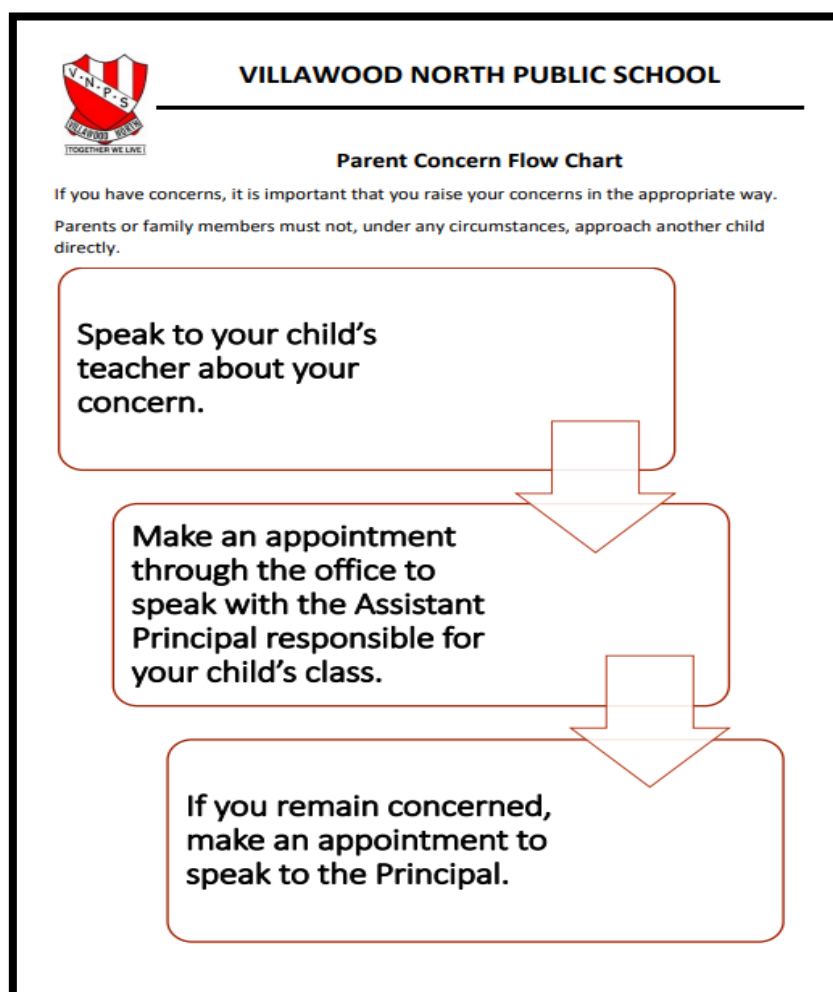 V·N·P·S
VILLAWOOD NORTH
TOGETHER WE LIVE
VILLAWOOD NORTH PUBLIC SCHOOL
Parent Concern Flow Chart
If you have concerns, it is important that you raise your concerns in the appropriate way.
Parents or family members must not, under any circumstances, approach another child
directly.
Speak to your child’s
teacher about your
concern.
Make an appointment
through the office to
speak with the Assistant
Principal responsible for
your child’s class.
If you remain concerned,
make an appointment to
speak to the Principal.